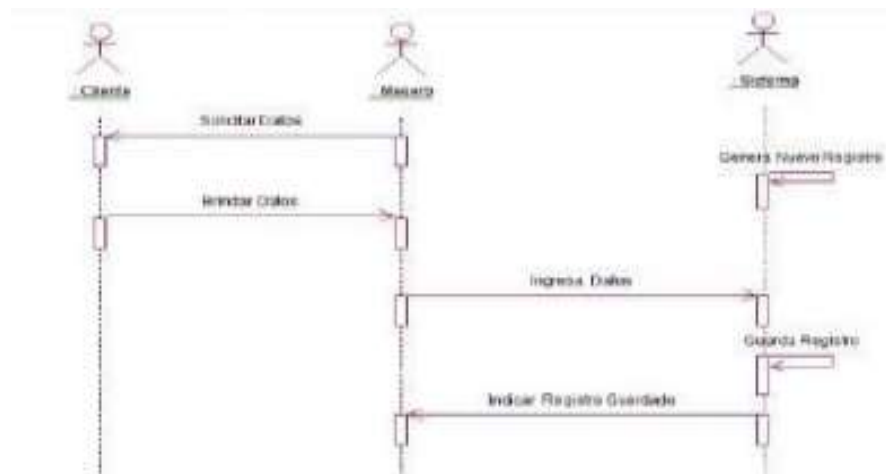 : Cliente
: Mesero
: Sistema
Solicitar Datos
Genera Nuevo Registro
Brindar Datos
Ingresa Datos
Guarda Registro
Indicar Registro Guardado